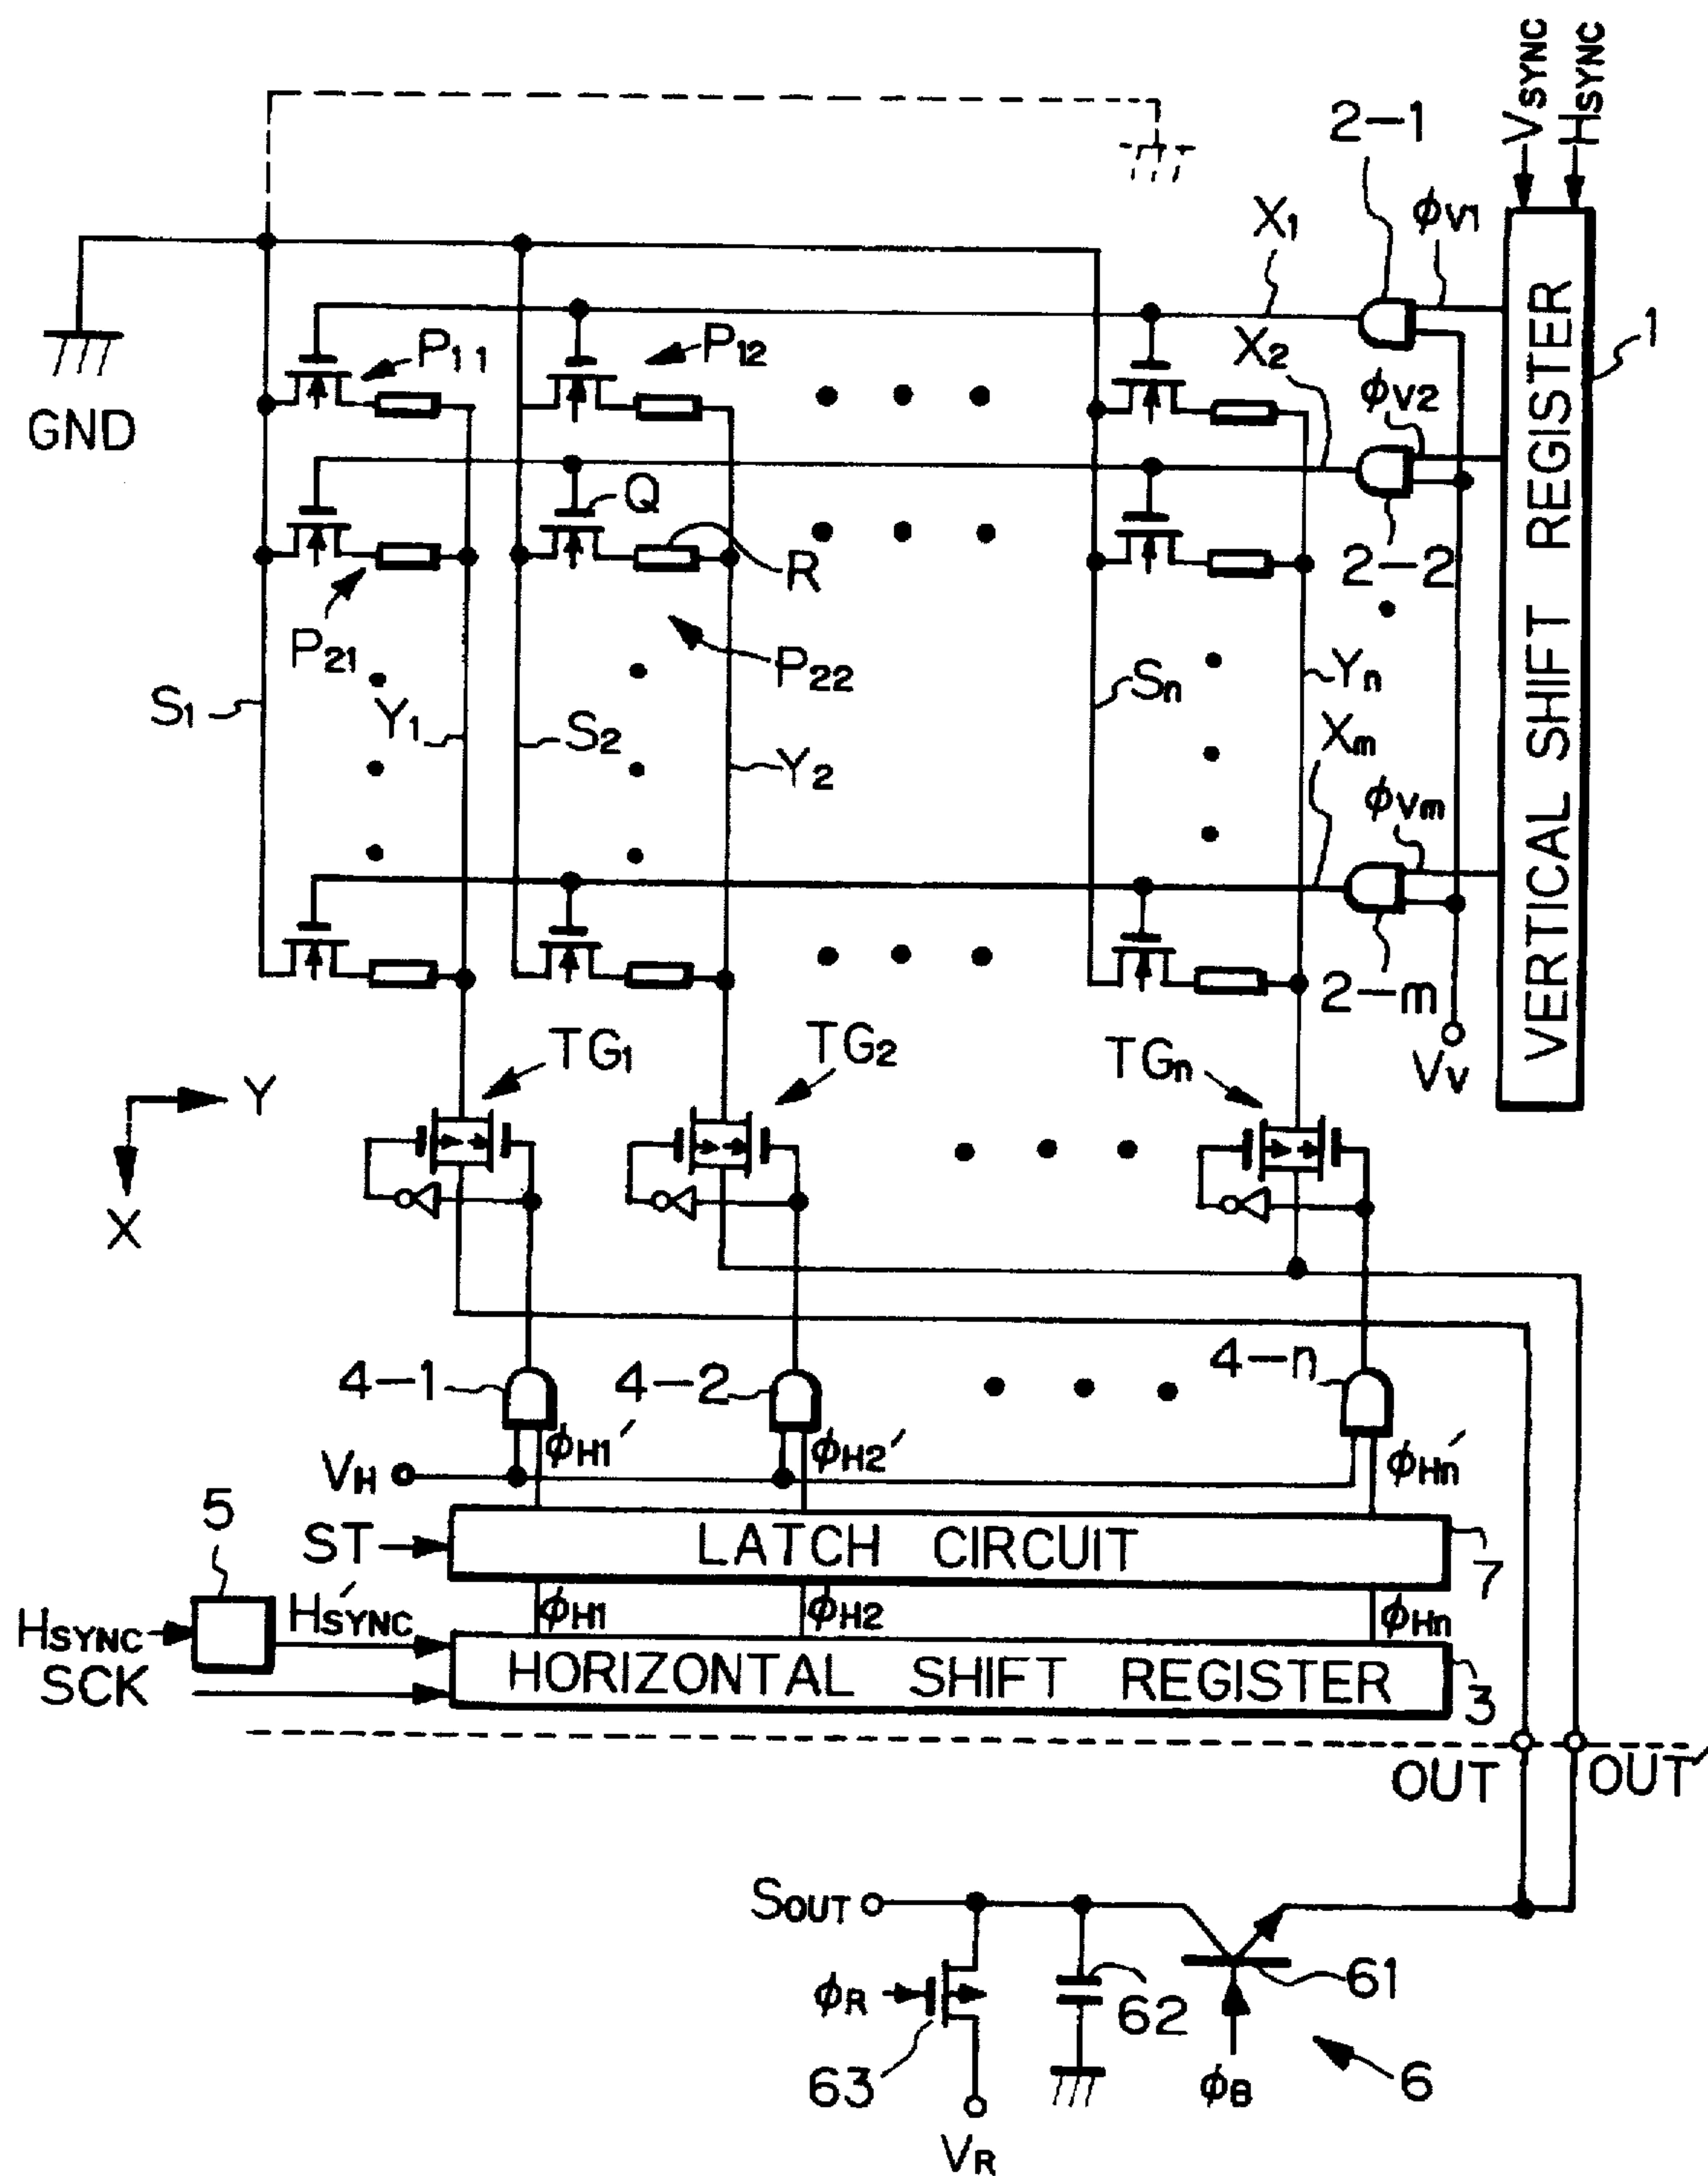 VSYNC
HSYNC
2-1
X1
ϕV1
1
P11
P12
X2
ϕV2
GND
Q
R
2-2
P21
P22
S1
Y1
S2
Y2
Sn
Yn
Xm
ϕVm
2-m
VERTICAL SHIFT REGISTER
TG1
TG2
TGn
VV
Y
X
4-1
4-2
4-n
ϕH1'
ϕH2'
ϕHn'
VH
5
ST
LATCH CIRCUIT
7
HSYNC
H'SYNC
ϕH1
ϕH2
ϕHn
SCK
HORIZONTAL SHIFT REGISTER
3
OUT
OUT'
SOUT
ϕR
62
61
63
ϕB
6
VR